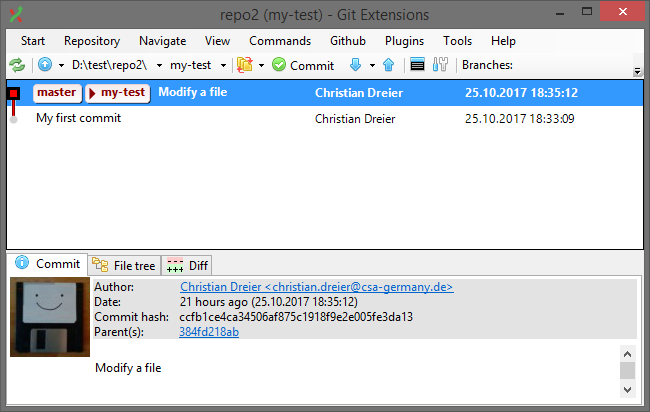 repo2 (my-test) - Git Extensions
Start Repository Navigate View Commands Github Plugins Tools Help
D:\test\repo2\ my-test Commit Branches:
master my-test Modify a file Christian Dreier 25.10.2017 18:35:12
My first commit Christian Dreier 25.10.2017 18:33:09
Commit File tree Diff
Author: Christian Dreier <christian.dreier@csa-germany.de>
Date: 21 hours ago (25.10.2017 18:35:12)
Commit hash: ccfb1ce4ca34506af875c1918f9e2e005fe3da13
Parent(s): 384fd218ab
Modify a file